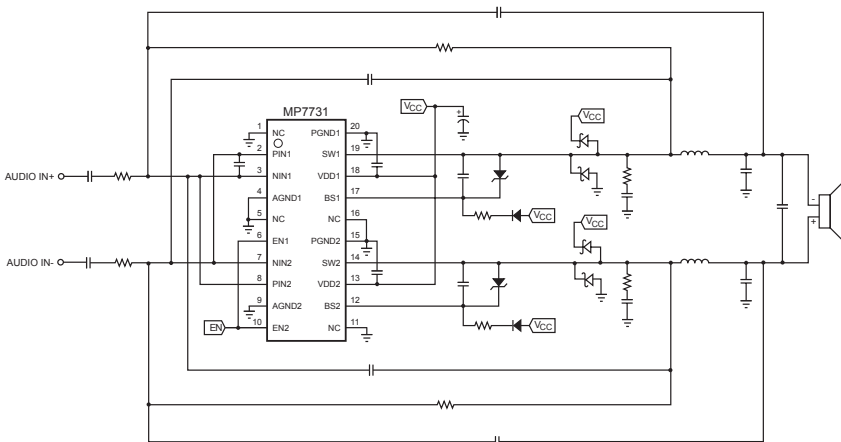 MP7731
VCC
VCC
1 NC PGND1 20
2 PIN1 SW1 19
AUDIO IN+ 3 NIN1 VDD1 18
4 AGND1 BS1 17
5 NC NC 16
VCC
VCC
6 EN1 PGND2 15
AUDIO IN- 7 NIN2 SW2 14
8 PIN2 VDD2 13
9 AGND2 BS2 12
EN 10 EN2 NC 11
VCC
+
-
+